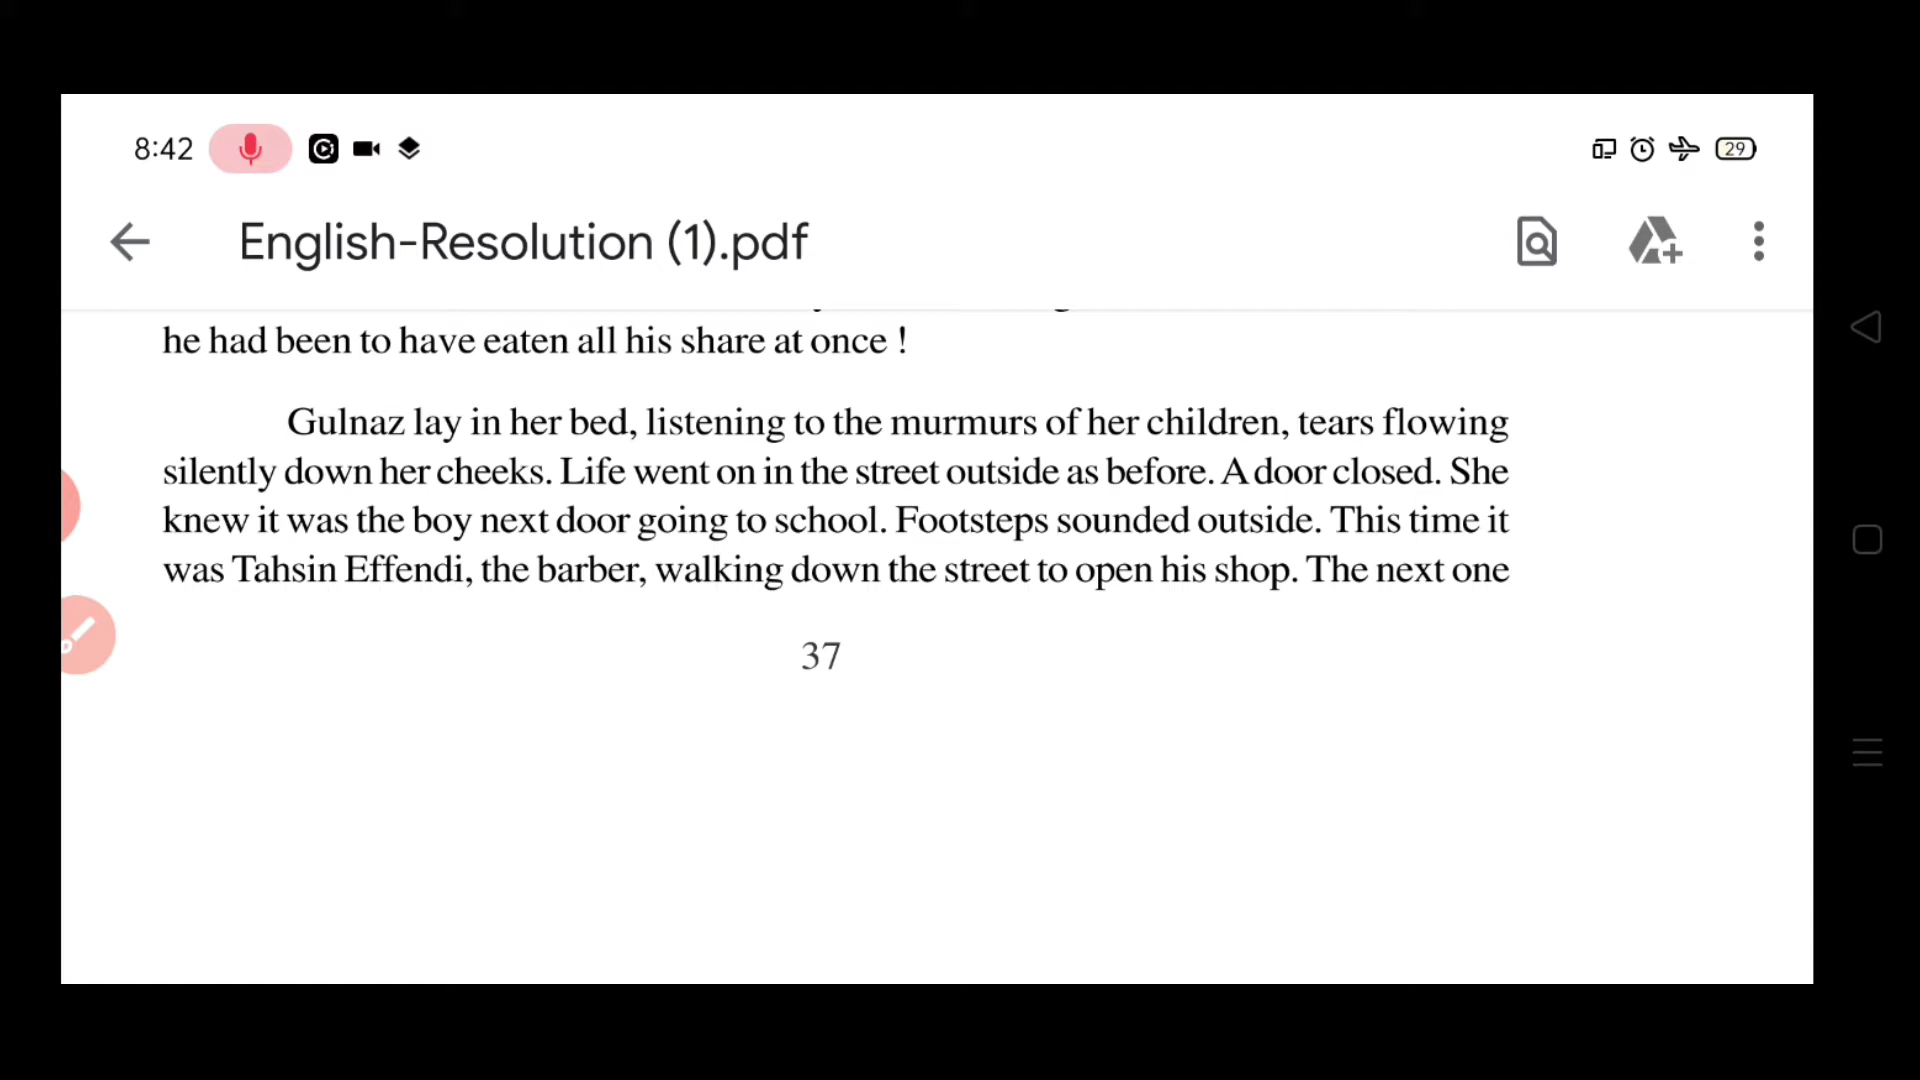 8:42
29
English-Resolution (1).pdf
he had been to have eaten all his share at once !
Gulnaz lay in her bed, listening to the murmurs of her children, tears flowing
silently down her cheeks. Life went on in the street outside as before. A door closed. She
knew it was the boy next door going to school. Footsteps sounded outside. This time it
was Tahsin Effendi, the barber, walking down the street to open his shop. The next one
37